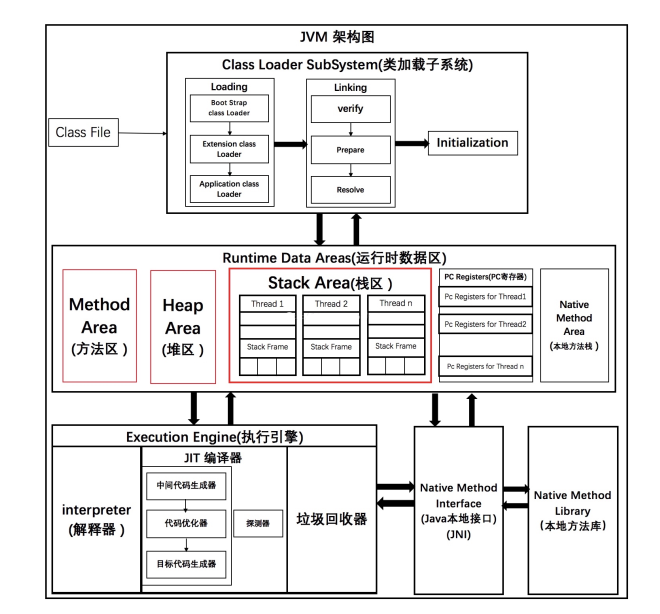 JVM 架构图
Class Loader SubSystem(类加载子系统)
Class File
Loading
Boot Strap
class Loader
Extension class
Loader
Application class
Loader
Linking
verify
Prepare
Resolve
Initialization
Runtime Data Areas(运行时数据区)
Method
Area
(方法区 )
Heap
Area
(堆区 )
Stack Area(栈区 )
Thread 1
Stack Frame
Thread 2
Stack Frame
Thread n
Stack Frame
PC Registers(PC寄存器)
Pc Registers for Thread1
Pc Registers for Thread2
Pc Registers for Thread n
Native
Method
Area
(本地方法栈 )
Execution Engine(执行引擎)
interpreter
(解释器 )
JIT 编译器
中间代码生成器
代码优化器
目标代码生成器
探测器
垃圾回收器
Native Method
Interface
(Java本地接口)
(JNI)
Native Method
Library
(本地方法库)